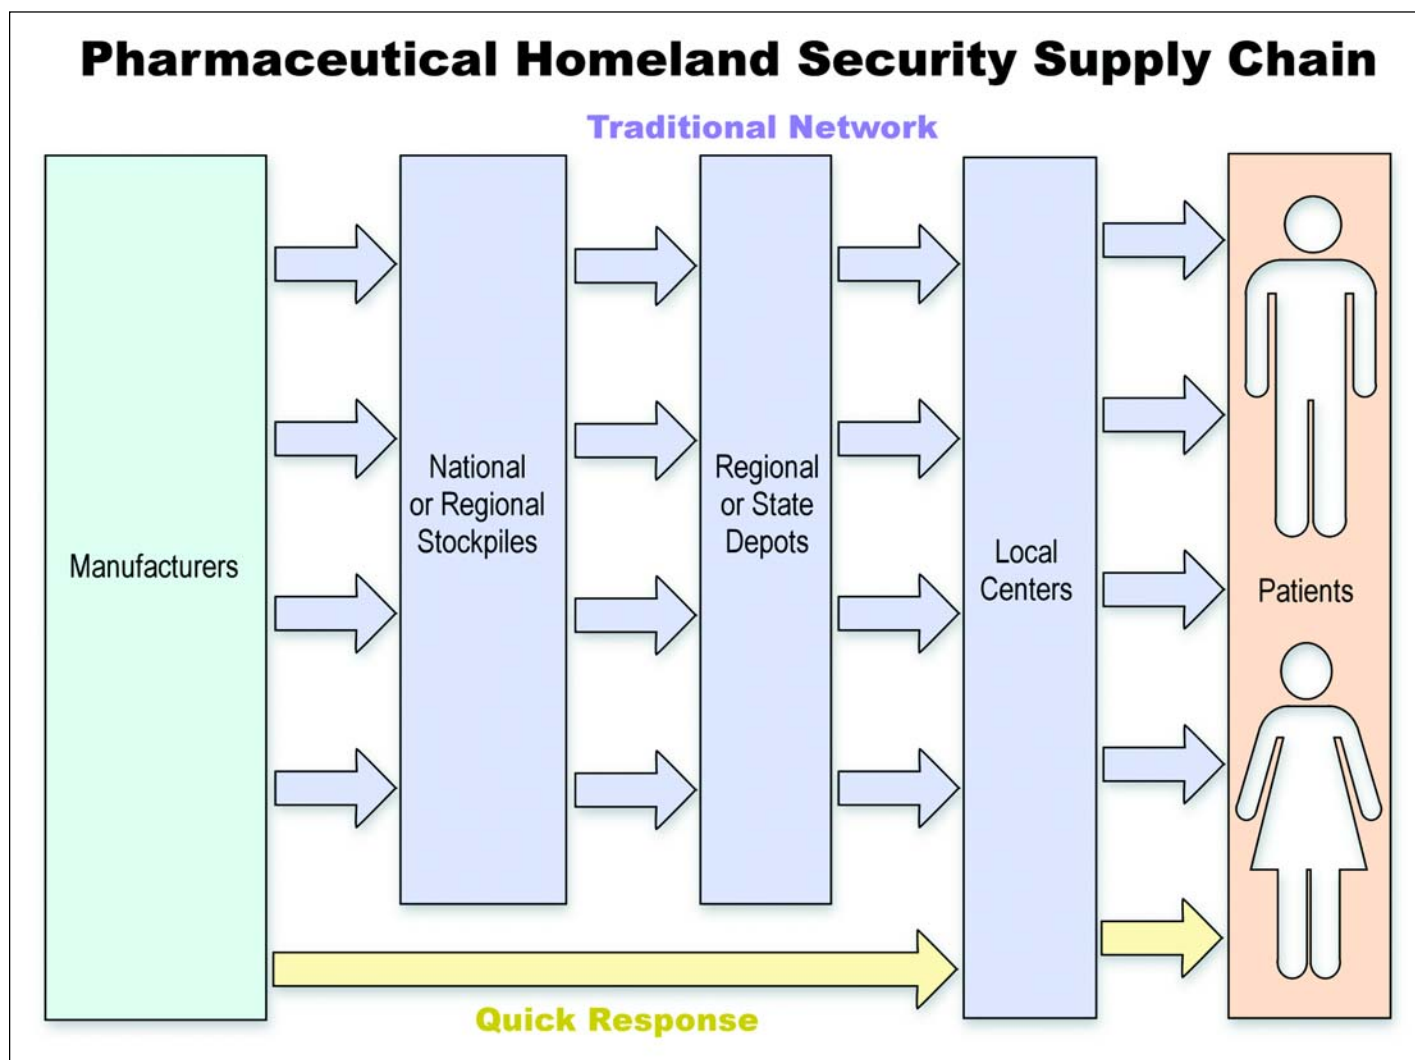 Pharmaceutical Homeland Security Supply Chain
Traditional Network
Manufacturers
National
or Regional
Stockpiles
Regional
or State
Depots
Local
Centers
Patients
Quick Response